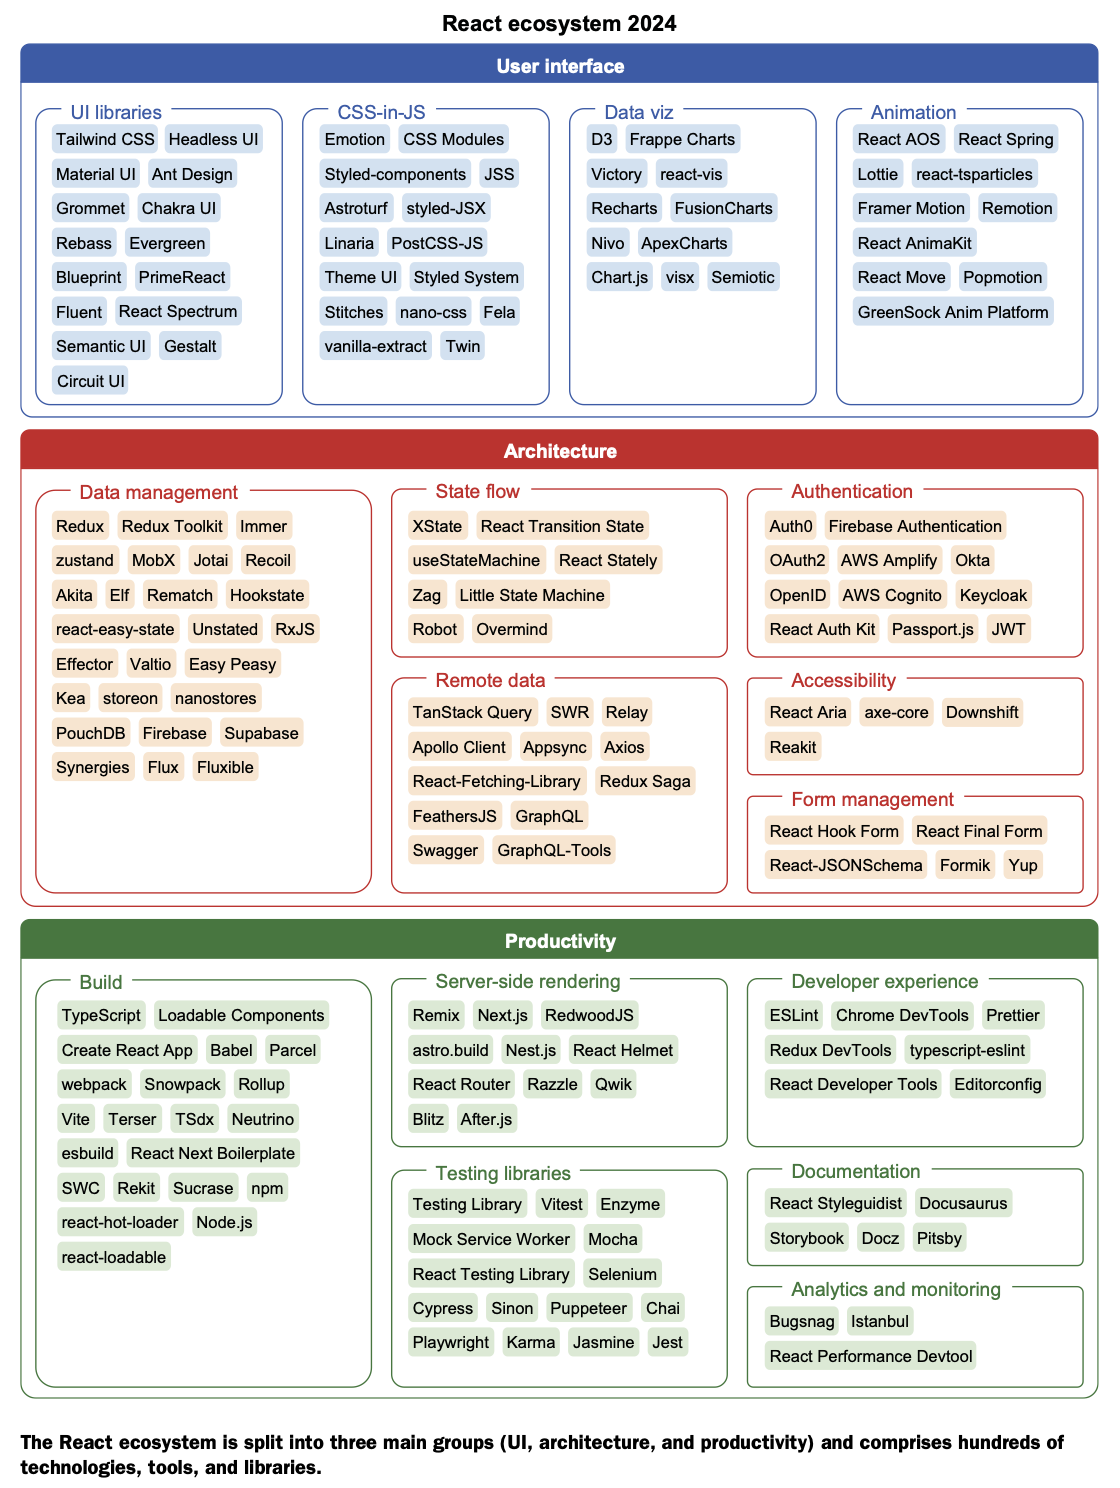 React ecosystem 2024
User interface
UI libraries
Tailwind CSS Headless UI
Material UI Ant Design
Grommet Chakra UI
Rebass Evergreen
Blueprint PrimeReact
Fluent React Spectrum
Semantic UI Gestalt
Circuit UI
CSS-in-JS
Emotion CSS Modules
Styled-components JSS
Astroturf styled-JSX
Linaria PostCSS-JS
Theme UI Styled System
Stitches nano-css Fela
vanilla-extract Twin
Data viz
D3 Frappe Charts
Victory react-vis
Recharts FusionCharts
Nivo ApexCharts
Chart.js visx Semiotic
Animation
React AOS React Spring
Lottie react-tsparticles
Framer Motion Remotion
React AnimaKit
React Move Popmotion
GreenSock Anim Platform
Architecture
Data management
Redux Redux Toolkit Immer
zustand MobX Jotai Recoil
Akita Elf Rematch Hookstate
react-easy-state Unstated RxJS
Effector Valtio Easy Peasy
Kea storeon nanostores
PouchDB Firebase Supabase
Synergies Flux Fluxible
State flow
XState React Transition State
useStateMachine React Stately
Zag Little State Machine
Robot Overmind
Remote data
TanStack Query SWR Relay
Apollo Client Appsync Axios
React-Fetching-Library Redux Saga
FeathersJS GraphQL
Swagger GraphQL-Tools
Authentication
Auth0 Firebase Authentication
OAuth2 AWS Amplify Okta
OpenID AWS Cognito Keycloak
React Auth Kit Passport.js JWT
Accessibility
React Aria axe-core Downshift
Reakit
Form management
React Hook Form React Final Form
React-JSONSchema Formik Yup
Productivity
Build
TypeScript Loadable Components
Create React App Babel Parcel
webpack Snowpack Rollup
Vite Terser TSdx Neutrino
esbuild React Next Boilerplate
SWC Rekit Sucrase npm
react-hot-loader Node.js
react-loadable
Server-side rendering
Remix Next.js RedwoodJS
astro.build Nest.js React Helmet
React Router Razzle Qwik
Blitz After.js
Testing libraries
Testing Library Vitest Enzyme
Mock Service Worker Mocha
React Testing Library Selenium
Cypress Sinon Puppeteer Chai
Playwright Karma Jasmine Jest
Developer experience
ESLint Chrome DevTools Prettier
Redux DevTools typescript-eslint
React Developer Tools Editorconfig
Documentation
React Styleguidist Docusaurus
Storybook Docz Pitsby
Analytics and monitoring
Bugsnag Istanbul
React Performance Devtool
The React ecosystem is split into three main groups (UI, architecture, and productivity) and comprises hundreds of
technologies, tools, and libraries.